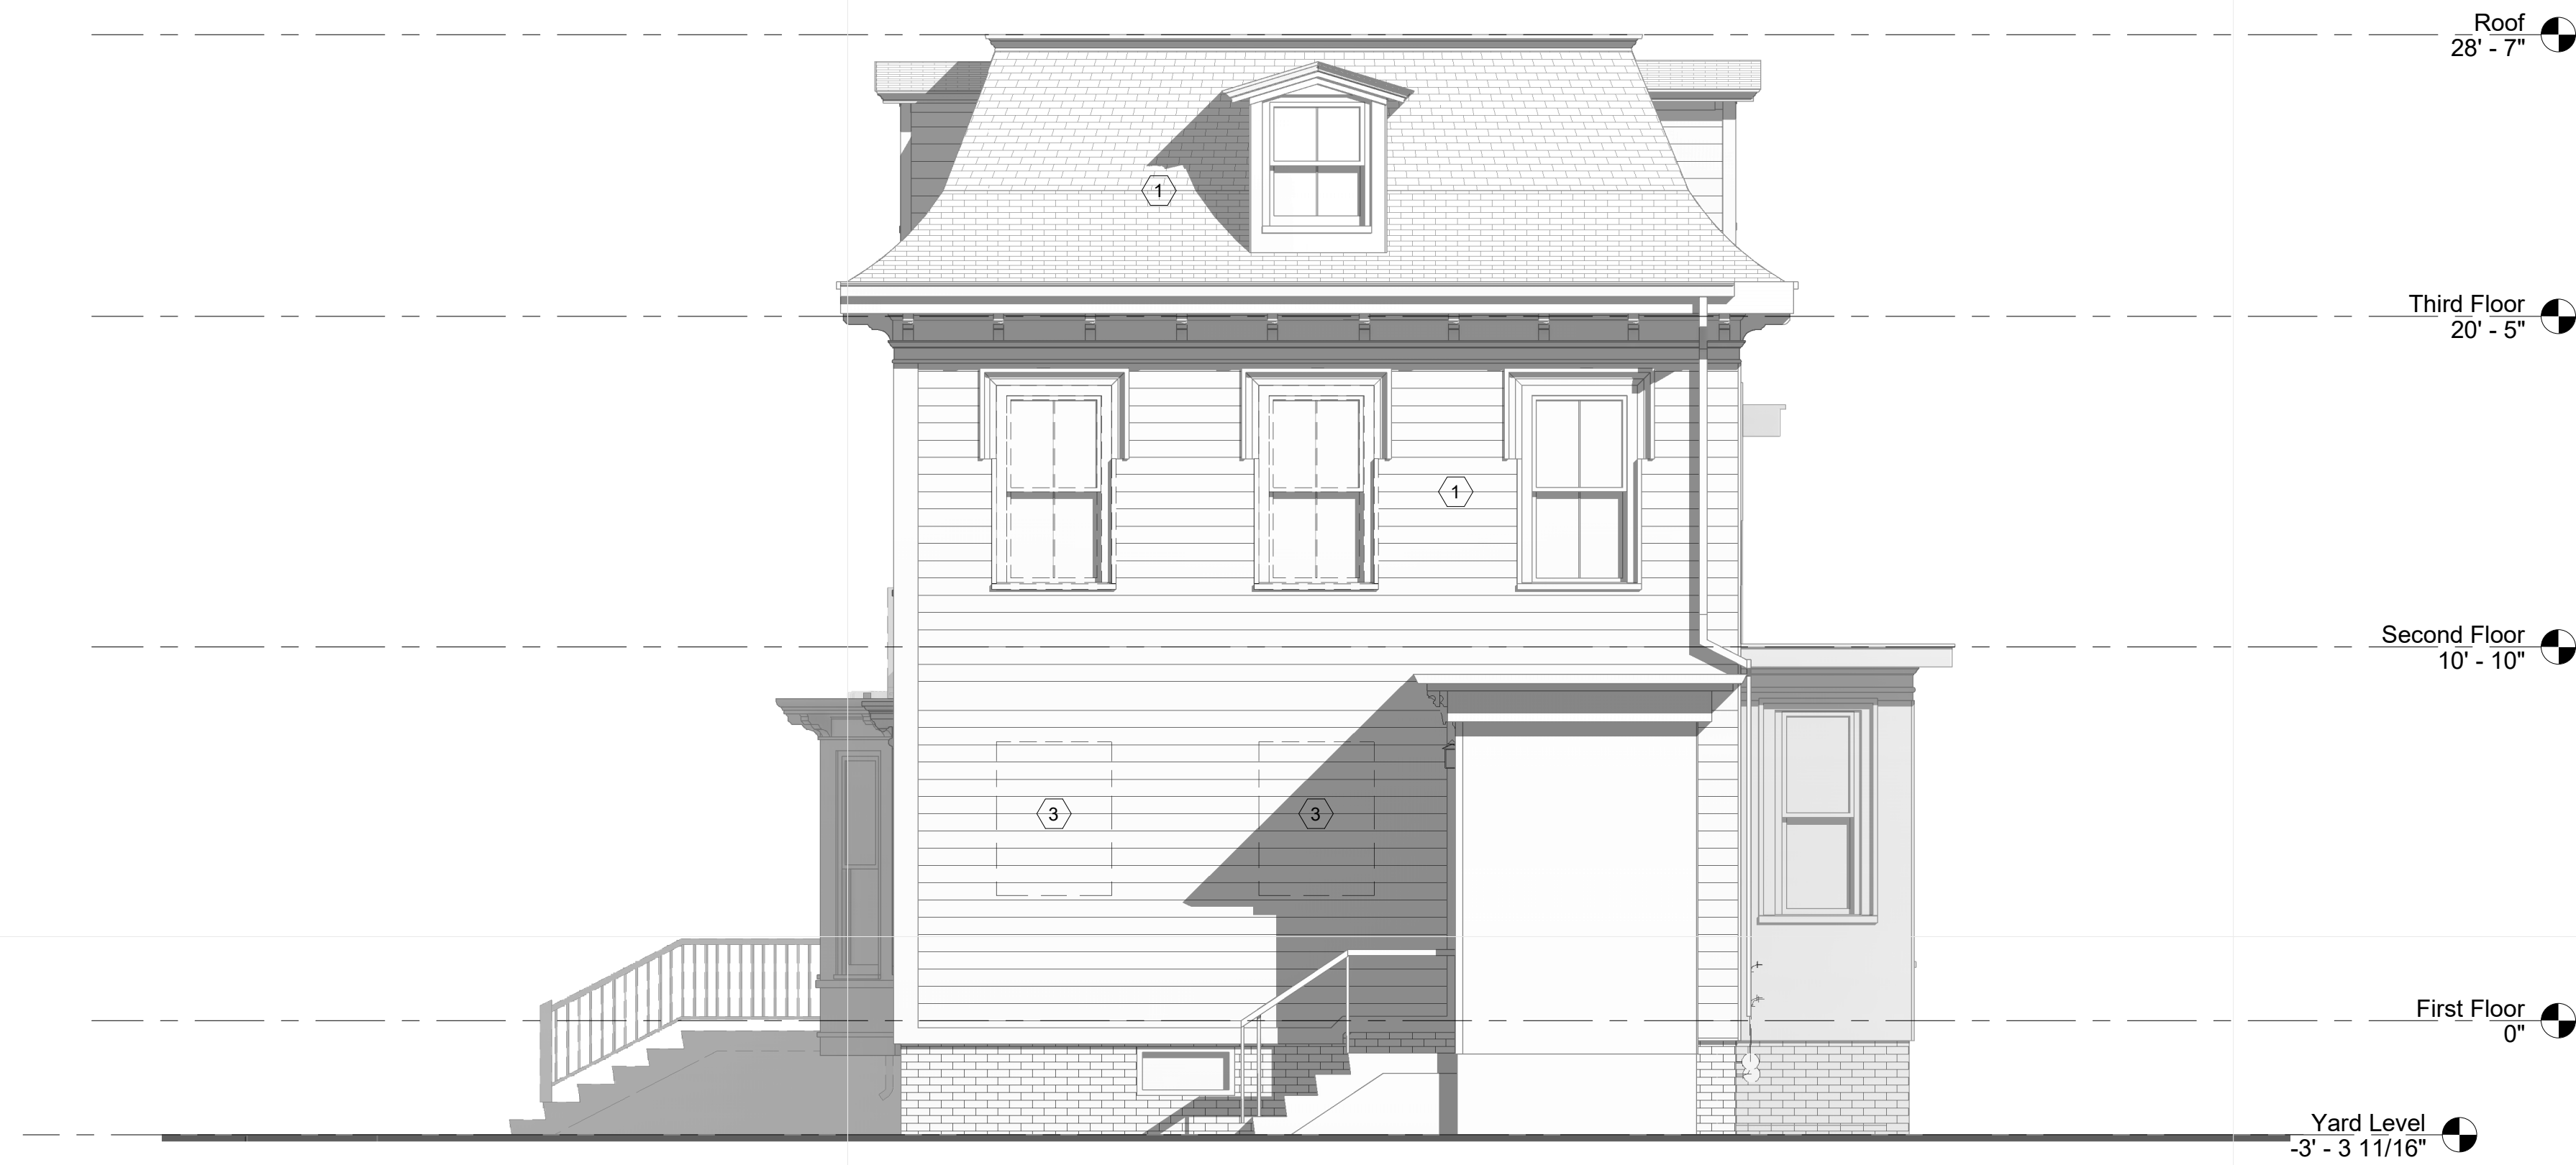 Roof
28' - 7"
1
Third Floor
20' - 5"
1
Second Floor
10' - 10"
3
3
First Floor
0"
Yard Level
-3' - 3 11/16"